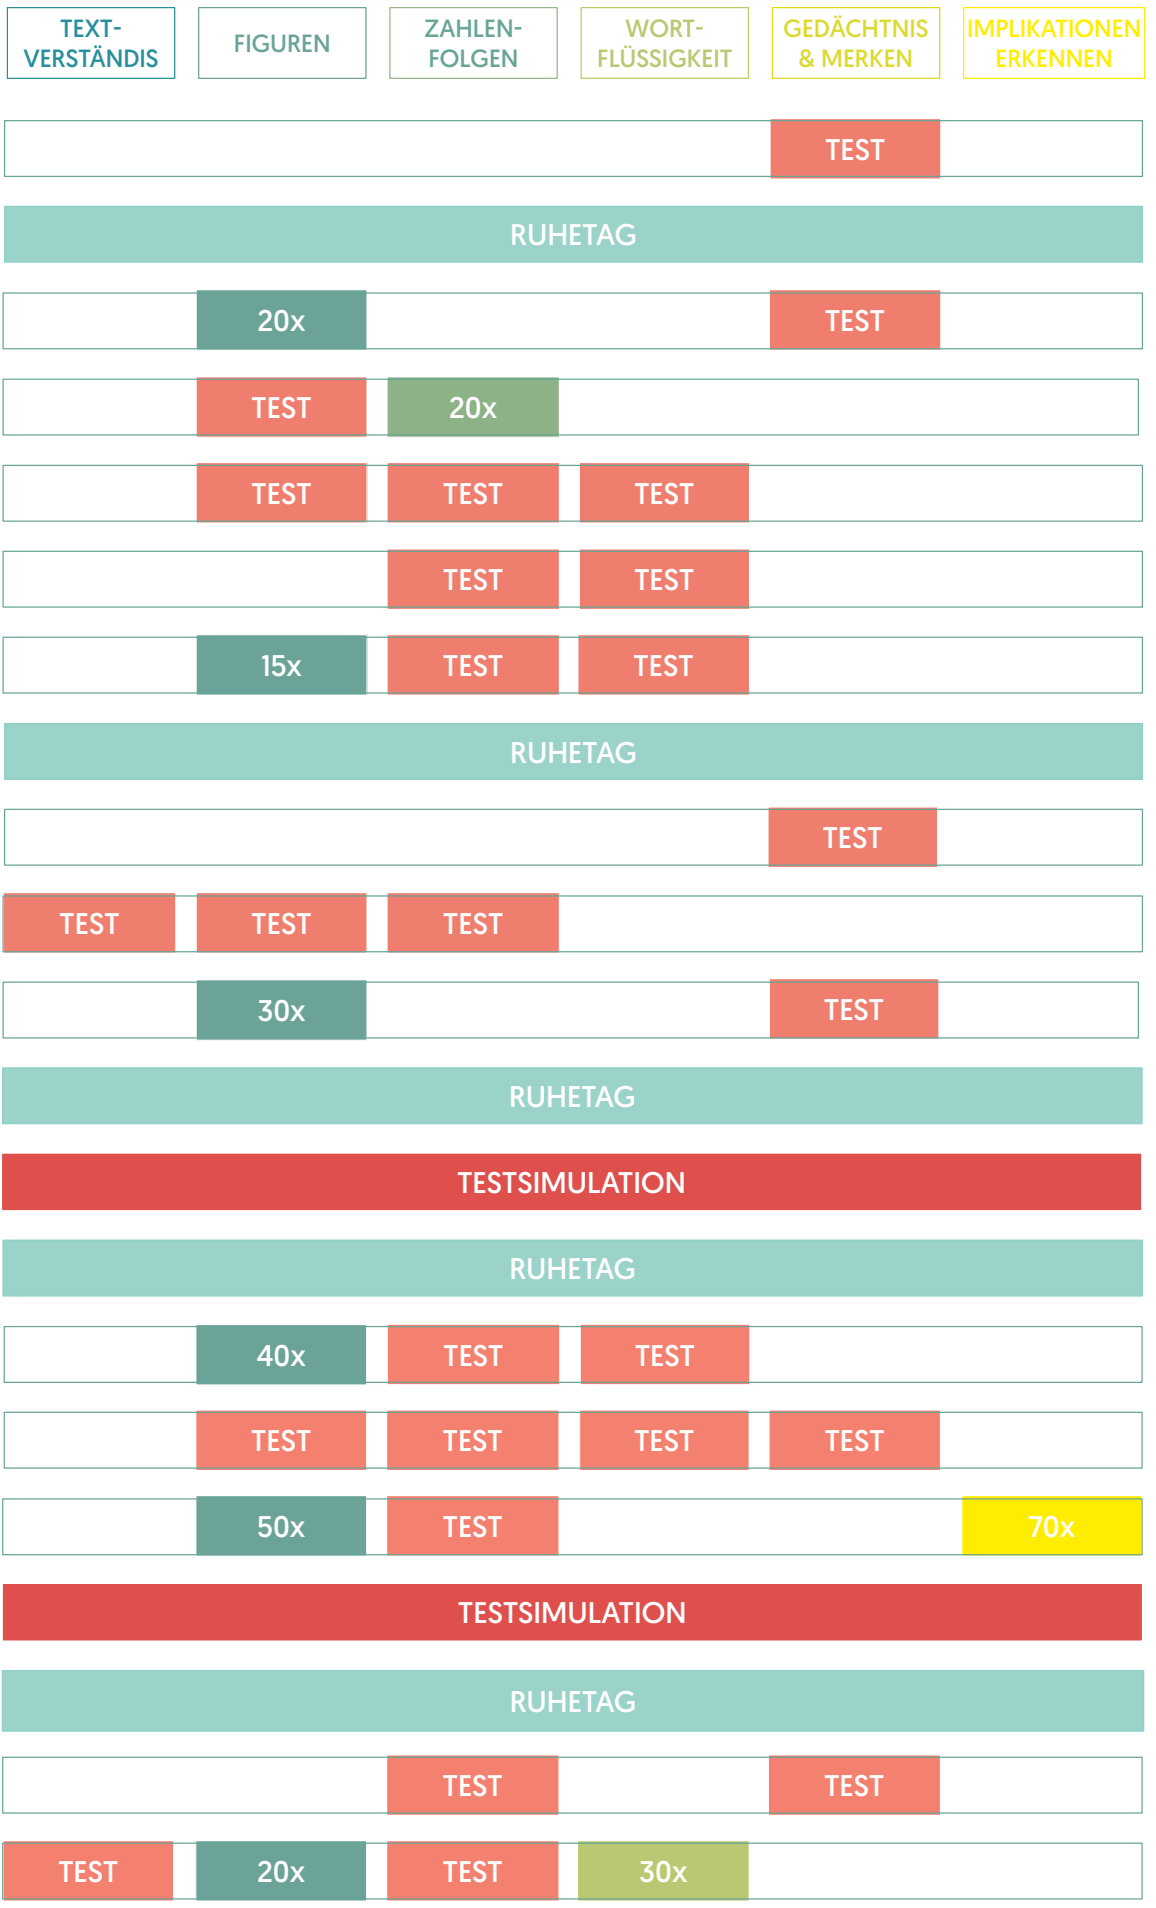 TEXT-
VERSTÄNDIS
FIGUREN
ZAHLEN-
FOLGEN
WORT-
FLÜSSIGKEIT
GEDÄCHTNIS
& MERKEN
IMPLIKATIONEN
ERKENNEN
TEST
RUHETAG
20x TEST
TEST 20x
TEST TEST TEST
TEST TEST
15x TEST TEST
RUHETAG
TEST
TEST TEST TEST
30x TEST
RUHETAG
TESTSIMULATION
RUHETAG
40x TEST TEST
TEST TEST TEST TEST
50x TEST 70x
TESTSIMULATION
RUHETAG
TEST TEST
TEST 20x TEST 30x